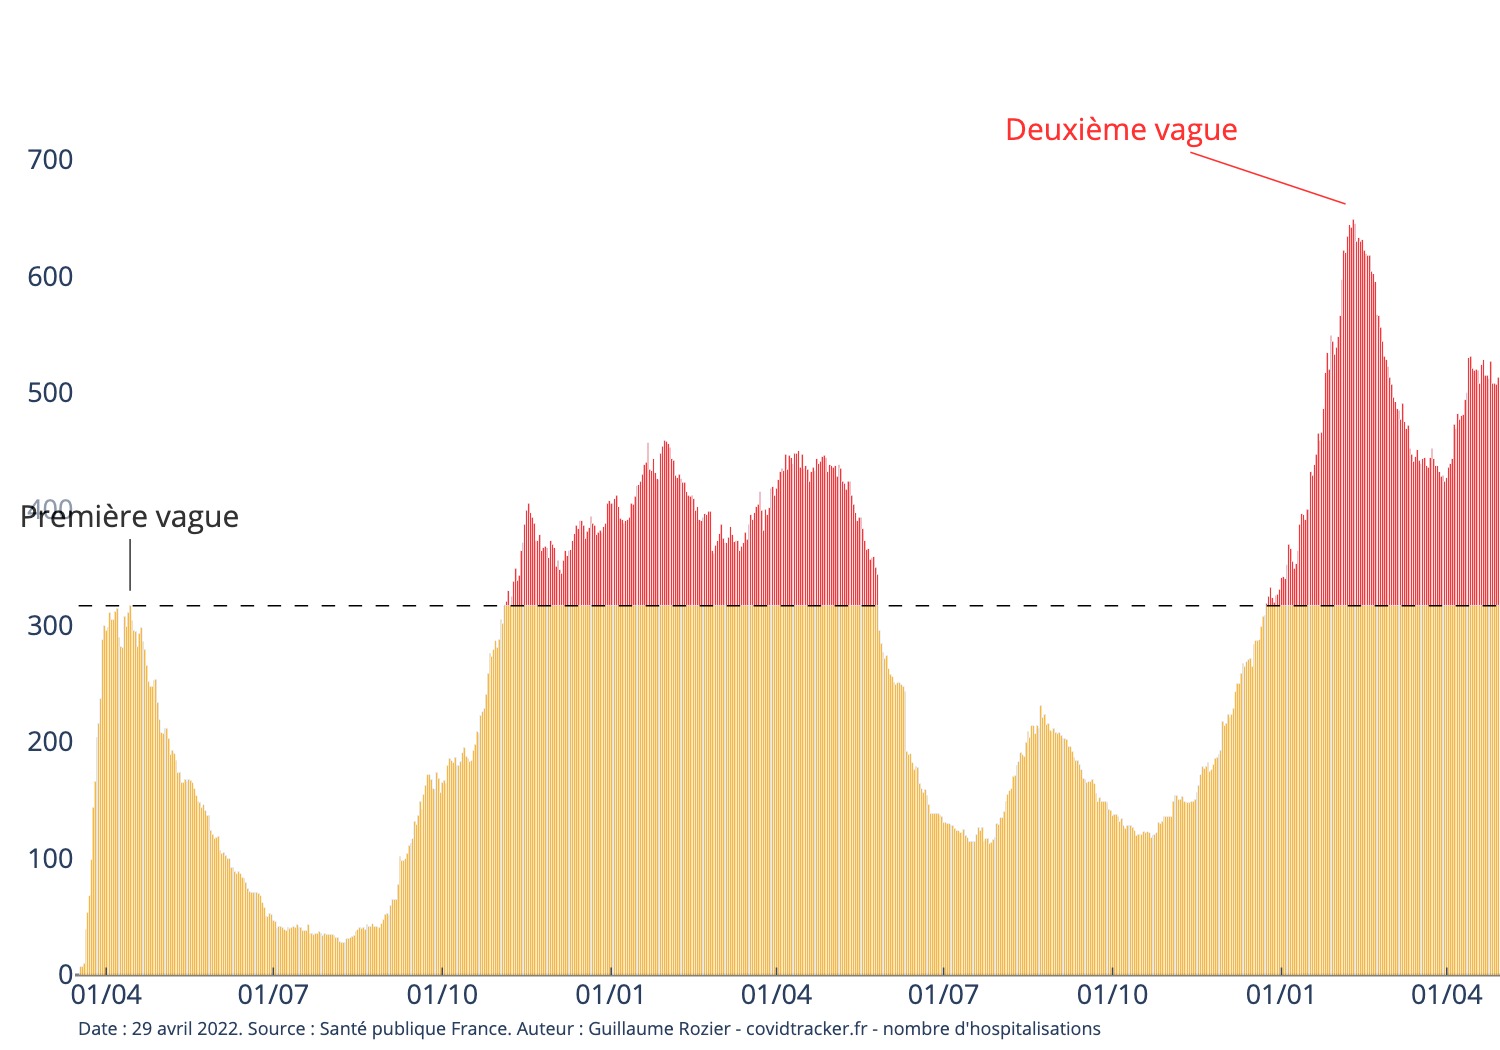 Deuxième vague
700
600
500
400
Première vague
300
200
100
0
01/04 01/07 01/10 01/01 01/04 01/07 01/10 01/01 01/04
Date : 29 avril 2022. Source : Santé publique France. Auteur : Guillaume Rozier - covidtracker.fr - nombre d'hospitalisations